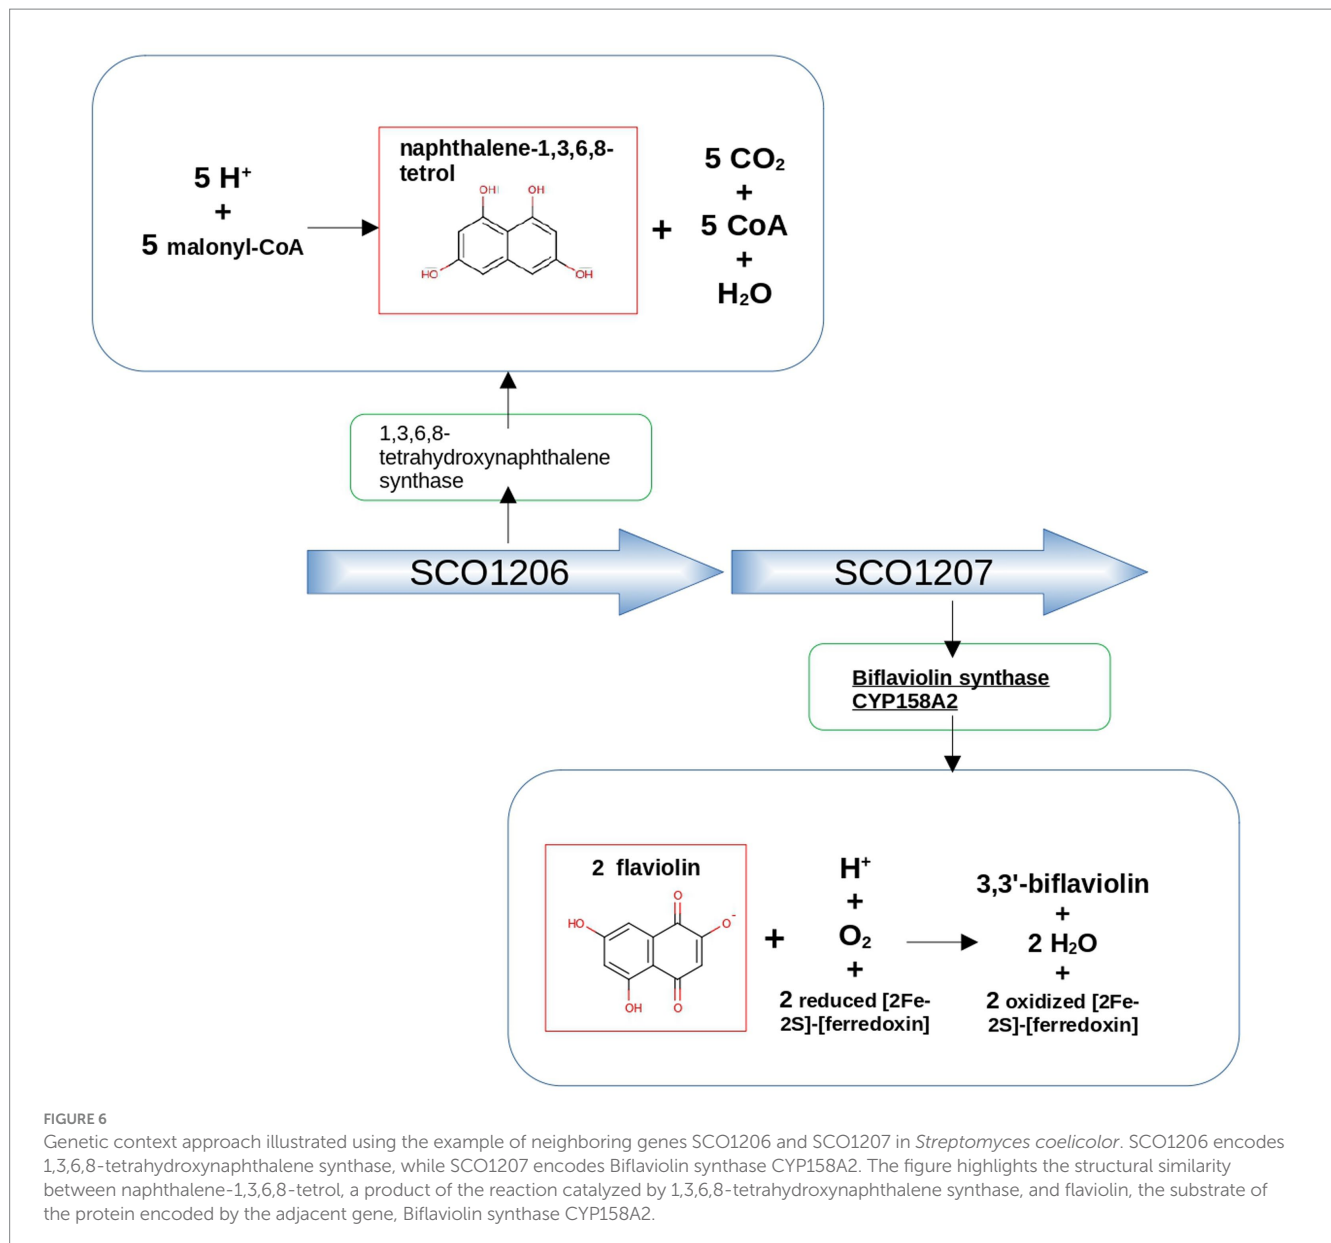 5 H⁺
+
5 malonyl-CoA
naphthalene-1,3,6,8-
tetrol
OH
OH
HO
OH
+
5 CO₂
+
5 CoA
+
H₂O
1,3,6,8-
tetrahydroxynaphthalene
synthase
SCO1206
SCO1207
Biflaviolin synthase
CYP158A2
2 flaviolin
O
HO
O⁻
OH
O
+
H⁺
+
O₂
+
2 reduced [2Fe-
2S]-[ferredoxin]
3,3'-biflaviolin
+
2 H₂O
+
2 oxidized [2Fe-
2S]-[ferredoxin]
FIGURE 6
Genetic context approach illustrated using the example of neighboring genes SCO1206 and SCO1207 in Streptomyces coelicolor. SCO1206 encodes
1,3,6,8-tetrahydroxynaphthalene synthase, while SCO1207 encodes Biflaviolin synthase CYP158A2. The figure highlights the structural similarity
between naphthalene-1,3,6,8-tetrol, a product of the reaction catalyzed by 1,3,6,8-tetrahydroxynaphthalene synthase, and flaviolin, the substrate of
the protein encoded by the adjacent gene, Biflaviolin synthase CYP158A2.